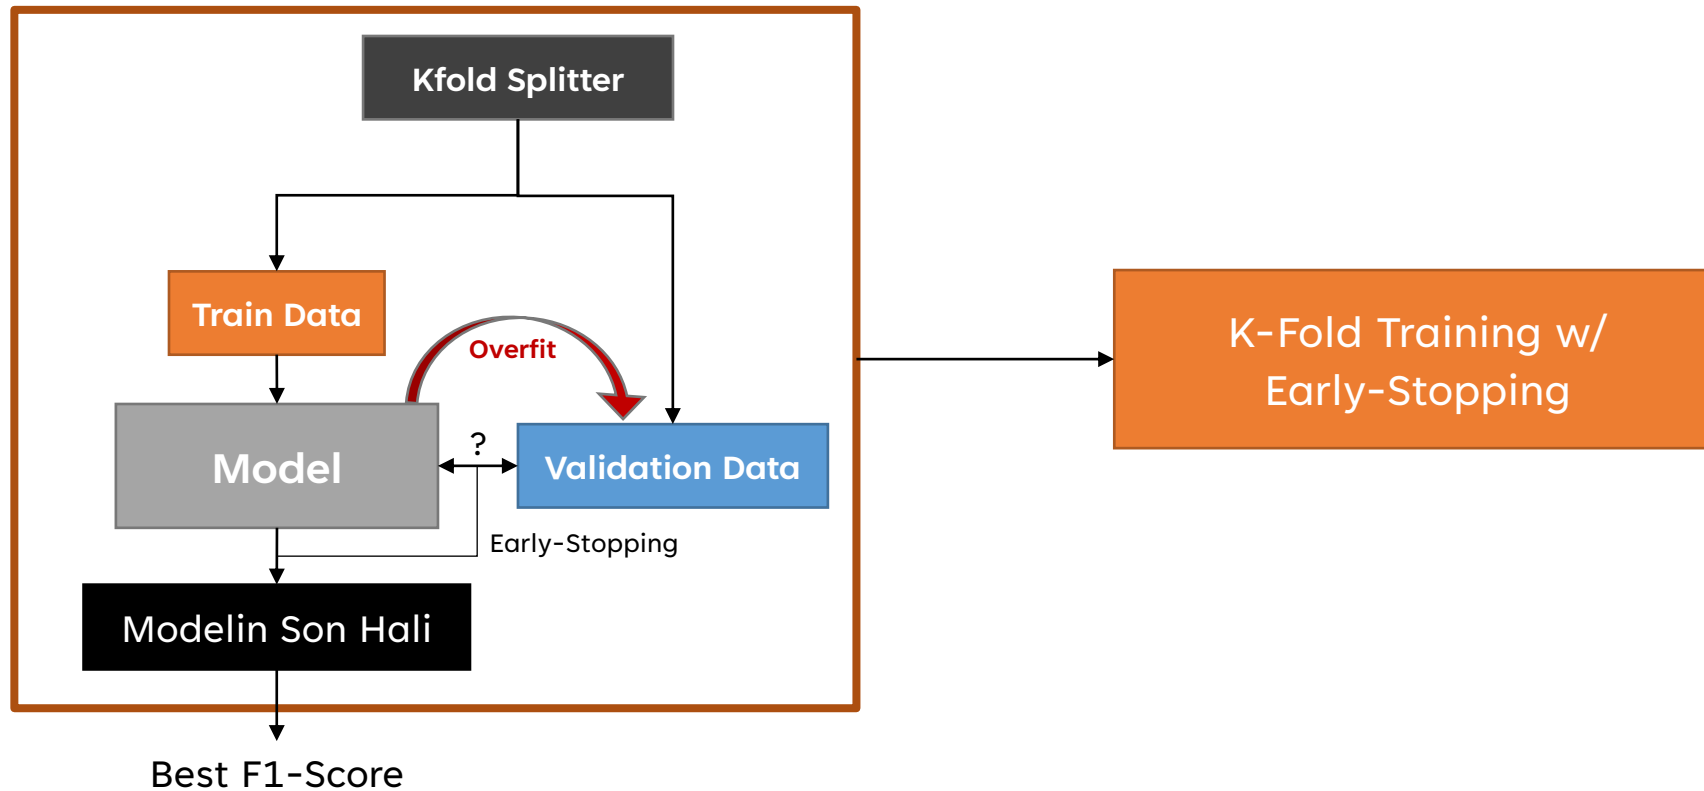 Kfold Splitter
Train Data
Overfit
Model
?
Validation Data
Early-Stopping
Modelin Son Hali
Best F1-Score
K-Fold Training w/
Early-Stopping